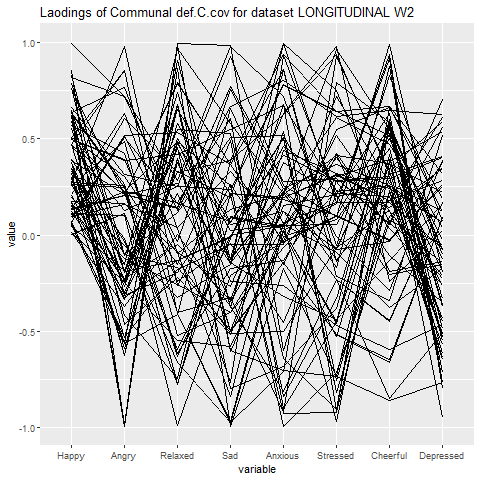 Laodings of Communal def.C.cov for dataset LONGITUDINAL W2
1.0
0.5
0.0
-0.5
-1.0
value
Happy Angry Relaxed Sad Anxious Stressed Cheerful Depressed
variable